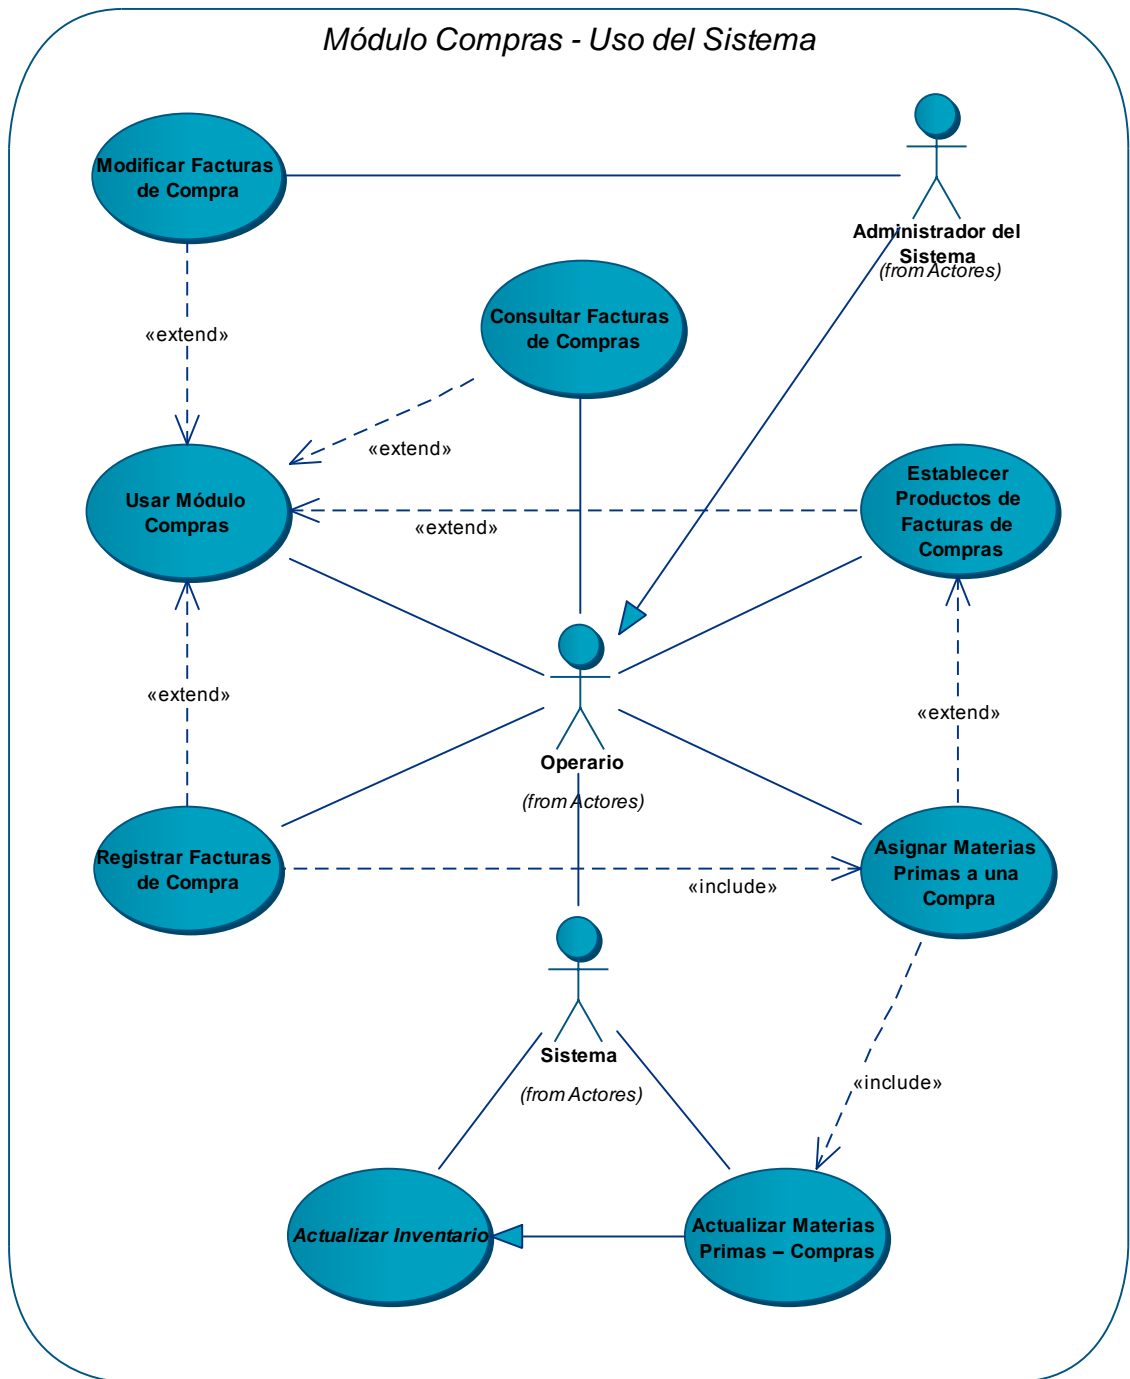 Módulo Compras - Uso del Sistema
Modificar Facturas
de Compra
Administrador del
Sistema
(from Actores)
Consultar Facturas
de Compras
«extend»
«extend»
Usar Módulo
Compras
Establecer
Productos de
Facturas de
Compras
«extend»
«extend»
«extend»
Operario
(from Actores)
Registrar Facturas
de Compra
Asignar Materias
Primas a una
Compra
«include»
Sistema
(from Actores)
«include»
Actualizar Inventario
Actualizar Materias
Primas – Compras